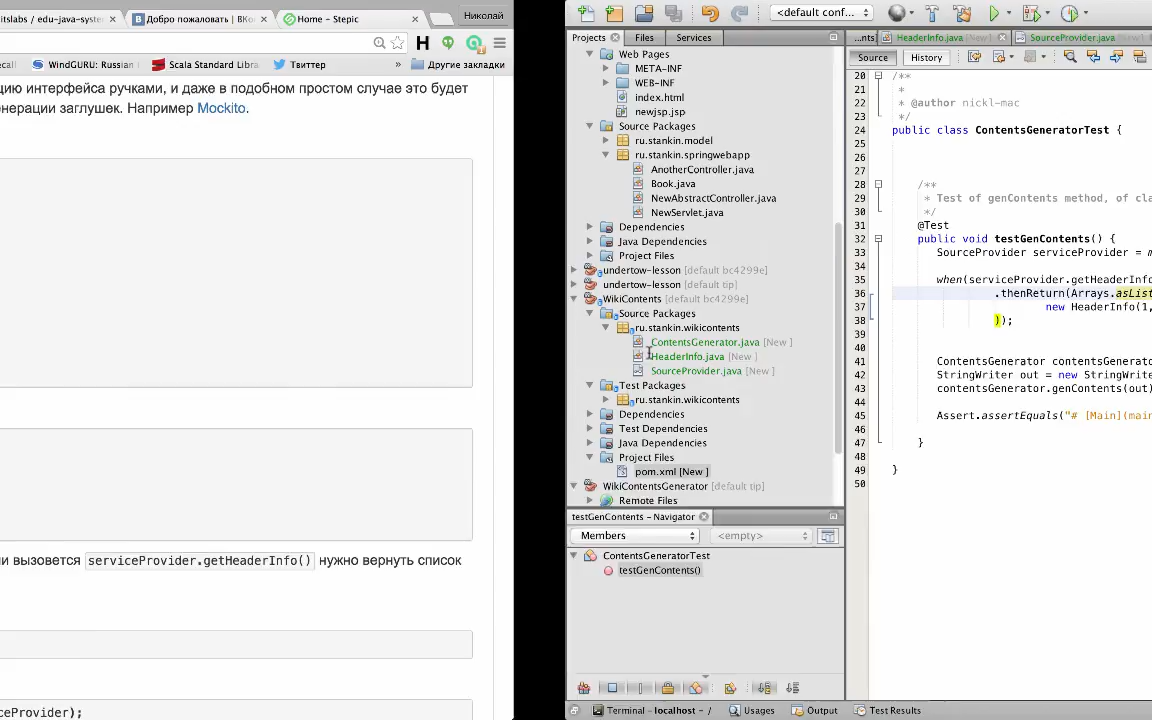 itslabs / edu-java-syste
Добро пожаловать | BKo
Home – Stepic
Николай
ecall
WindGURU: Russian
Scala Standard Libra
Твиттер
»
Другие закладки
цию интерфейса ручками, и даже в подобном простом случае это будет
нерации заглушек. Например Mockito.
ли вызовется serviceProvider.getHeaderInfo() нужно вернуть список
ceProvider);
<default conf...
Projects
Files
Services
...nts
HeaderInfo.java [New ]
SourceProvider.java [New ]
Source
History
Web Pages
META-INF
WEB-INF
index.html
newjsp.jsp
Source Packages
ru.stankin.model
ru.stankin.springwebapp
AnotherController.java
Book.java
NewAbstractController.java
NewServlet.java
Dependencies
Java Dependencies
Project Files
undertow-lesson [default bc4299e]
undertow-lesson [default tip]
WikiContents [default bc4299e]
Source Packages
ru.stankin.wikicontents
ContentsGenerator.java [New ]
HeaderInfo.java [New ]
SourceProvider.java [New ]
Test Packages
ru.stankin.wikicontents
Dependencies
Test Dependencies
Java Dependencies
Project Files
pom.xml [New ]
WikiContentsGenerator [default tip]
Remote Files
testGenContents – Navigator
Members
<empty>
ContentsGeneratorTest
testGenContents()
20 /**
21 *
22 * @author nickl-mac
23 */
24 public class ContentsGeneratorTest {
25
26
27
28 /**
29 * Test of genContents method, of cla
30 */
31 @Test
32 public void testGenContents() {
33 SourceProvider serviceProvider = m
34
35 when(serviceProvider.getHeaderInfo
36 .thenReturn(Arrays.asList
37 new HeaderInfo(1,
38 ));
39
40
41 ContentsGenerator contentsGenerato
42 StringWriter out = new StringWrite
43 contentsGenerator.genContents(out)
44
45 Assert.assertEquals("# [Main](main
46
47 }
48
49 }
50
Terminal – localhost – /
Usages
Output
Test Results